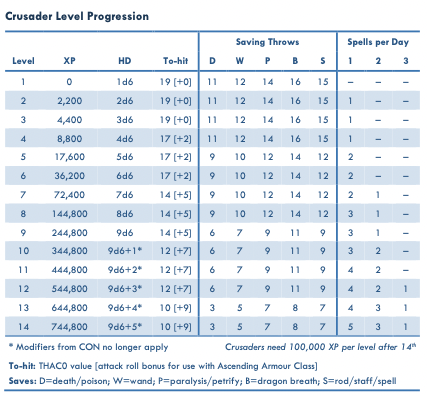 Crusader Level Progression
Saving Throws Spells per Day
Level XP HD To-hit D W P B S 1 2 3
1 0 1d6 19 [+0] 11 12 14 16 15 – – –
2 2,200 2d6 19 [+0] 11 12 14 16 15 1 – –
3 4,400 3d6 19 [+0] 11 12 14 16 15 1 – –
4 8,800 4d6 17 [+2] 11 12 14 16 15 1 – –
5 17,600 5d6 17 [+2] 9 10 12 14 12 2 – –
6 36,200 6d6 17 [+2] 9 10 12 14 12 2 – –
7 72,400 7d6 14 [+5] 9 10 12 14 12 2 1 –
8 144,800 8d6 14 [+5] 9 10 12 14 12 3 1 –
9 244,800 9d6 14 [+5] 6 7 9 11 9 3 1 –
10 344,800 9d6+1* 12 [+7] 6 7 9 11 9 3 2 –
11 444,800 9d6+2* 12 [+7] 6 7 9 11 9 4 2 –
12 544,800 9d6+3* 12 [+7] 6 7 9 11 9 4 2 1
13 644,800 9d6+4* 10 [+9] 3 5 7 8 7 4 3 1
14 744,800 9d6+5* 10 [+9] 3 5 7 8 7 5 3 1
* Modifiers from CON no longer apply Crusaders need 100,000 XP per level after 14th
To-hit: THAC0 value [attack roll bonus for use with Ascending Armour Class]
Saves: D=death/poison; W=wand; P=paralysis/petrify; B=dragon breath; S=rod/staff/spell